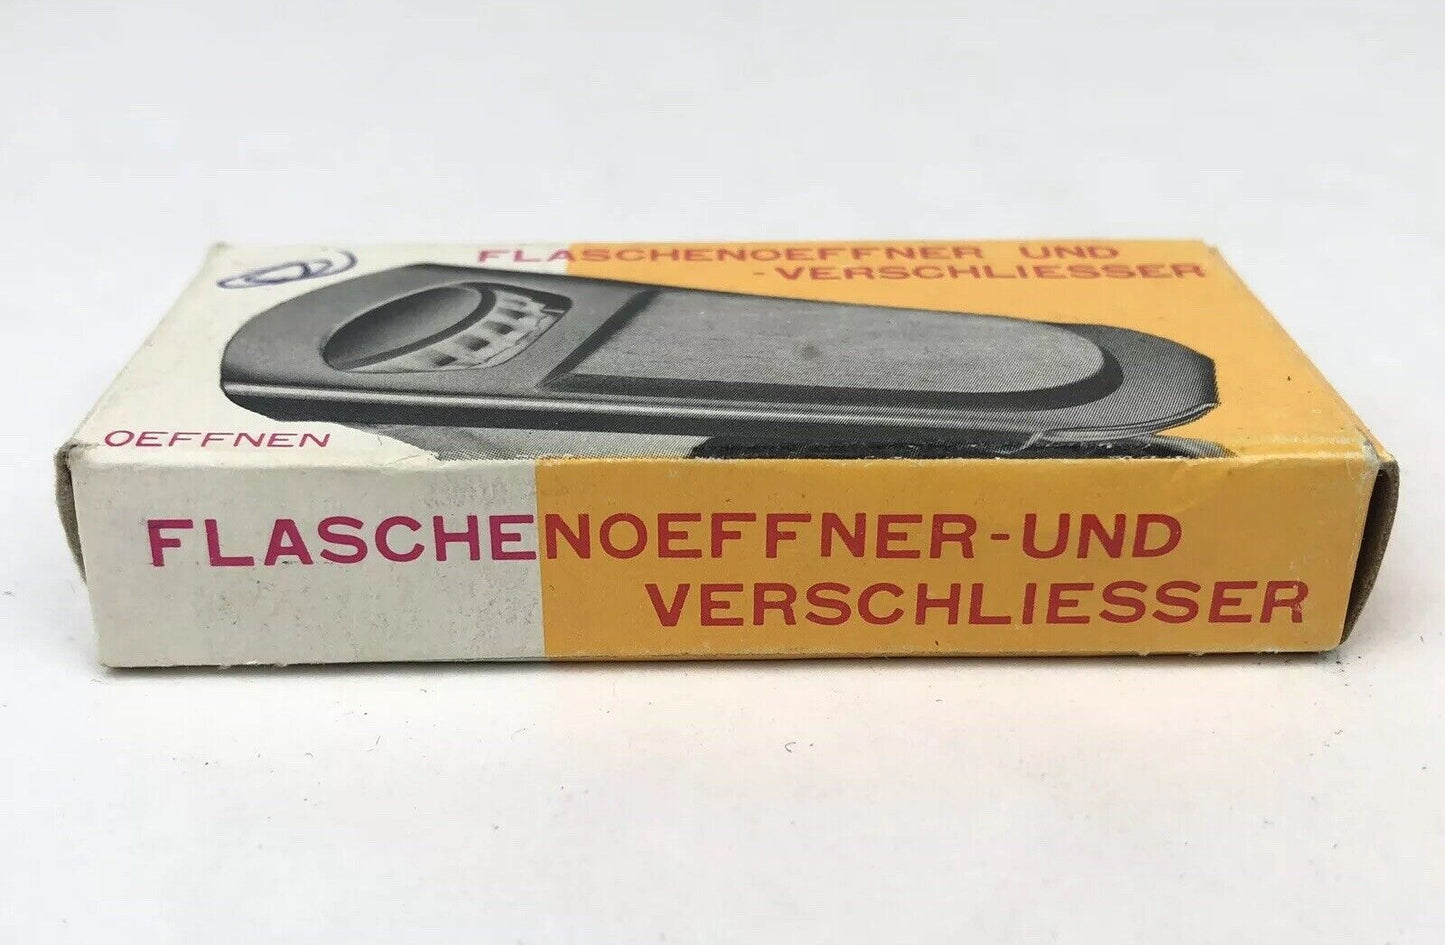 FLASCHENOEFFNER UND
-VERSCHLIESSER
OEFFNEN
FLASCHENOEFFNER-UND
VERSCHLIESSER